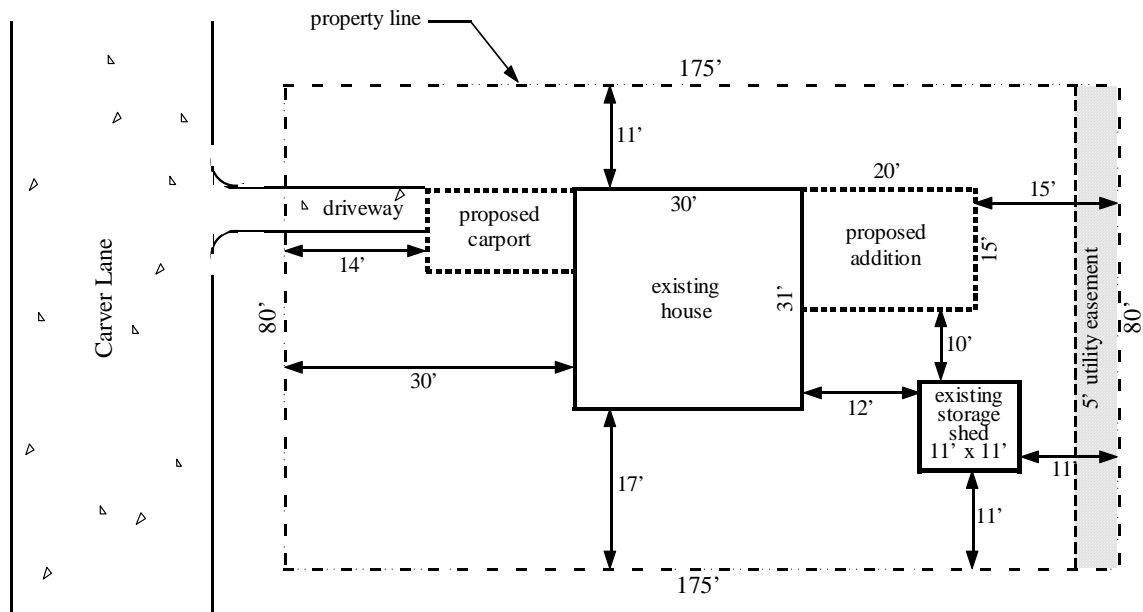 property line
175’
11’
20’
15’
driveway
proposed
carport
30’
proposed
addition
15’
14’
Carver Lane
80’
existing
house
31’
10’
5’ utility easement
80’
30’
12’
existing
storage
shed
11’ x 11’
11’
17’
11’
175’